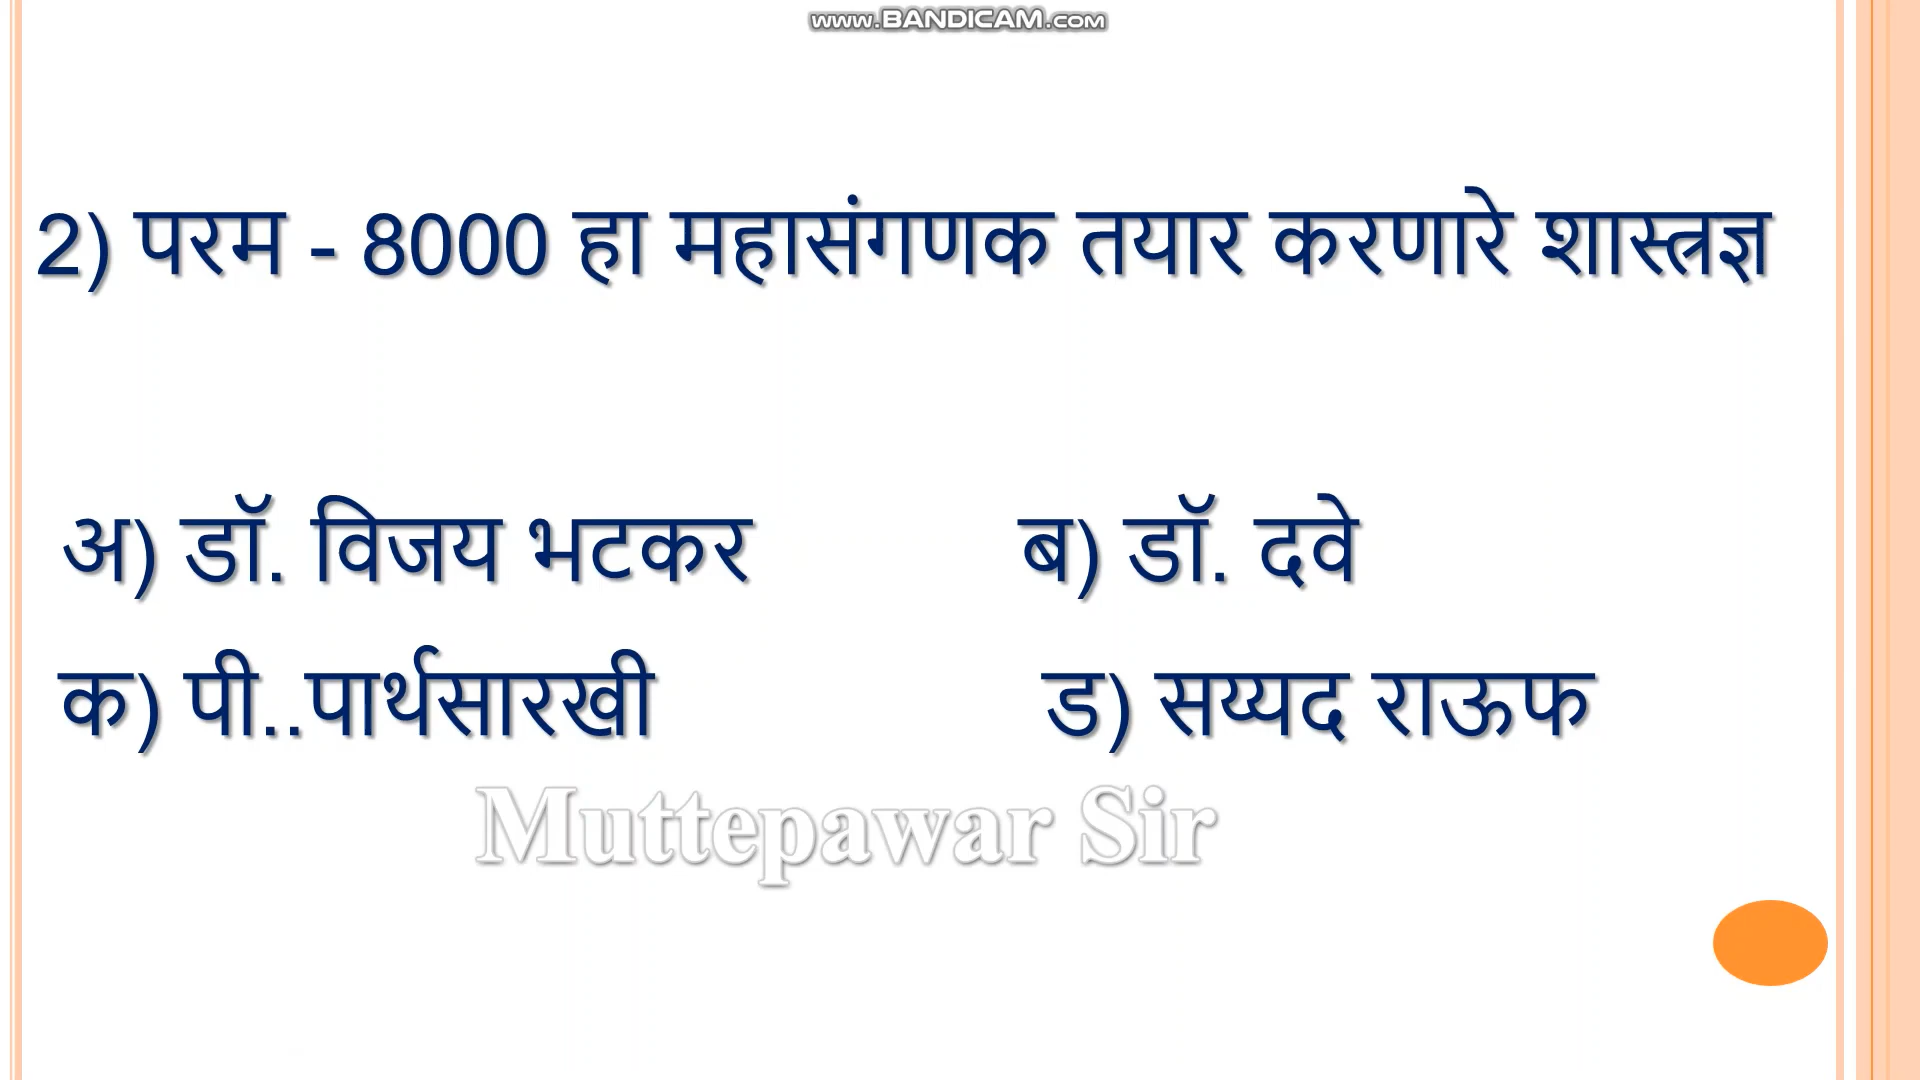 www.BANDICAM.com
2) परम - 8000 हा महासंगणक तयार करणारे शास्त्रज्ञ
अ) डॉ. विजय भटकर ब) डॉ. दवे
क) पी..पार्थसारखी ड) सय्यद राऊफ
Muttepawar Sir